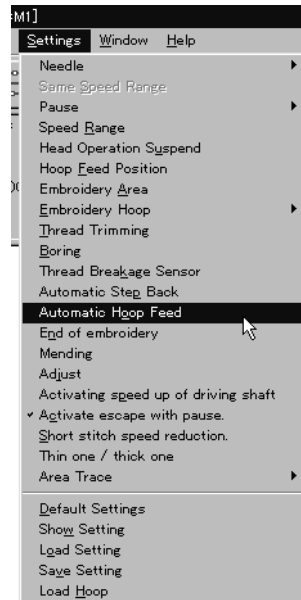 M1]
Settings Window Help
Needle
Same Speed Range
Pause
Speed Range
Head Operation Suspend
Hoop Feed Position
Embroidery Area
Embroidery Hoop
Thread Trimming
Boring
Thread Breakage Sensor
Automatic Step Back
Automatic Hoop Feed
End of embroidery
Mending
Adjust
Activating speed up of driving shaft
Activate escape with pause.
Short stitch speed reduction.
Thin one / thick one
Area Trace
Default Settings
Show Setting
Load Setting
Save Setting
Load Hoop